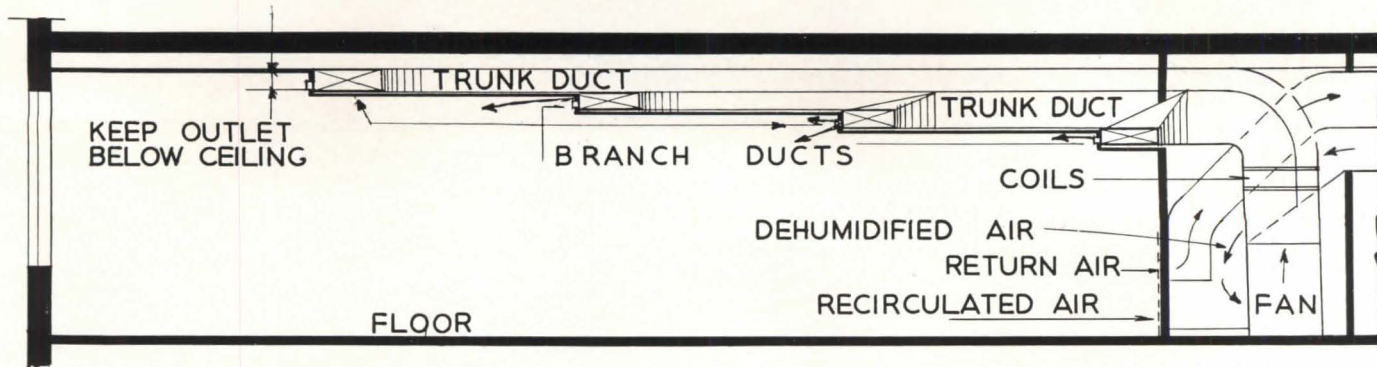 TRUNK DUCT
TRUNK DUCT
KEEP OUTLET
BELOW CEILING
BRANCH DUCTS
COILS
DEHUMIDIFIED AIR
RETURN AIR
RECIRCULATED AIR
FAN
FLOOR